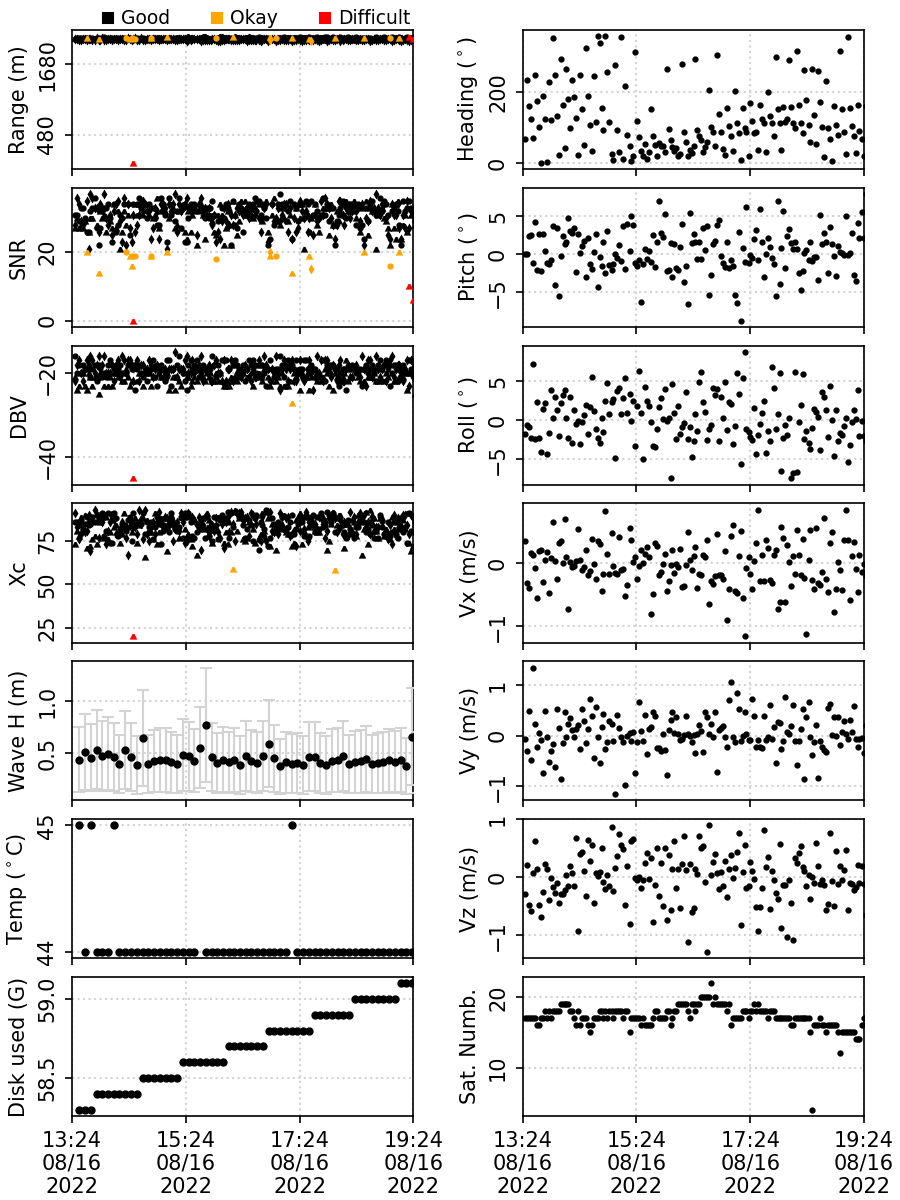 Good Okay Difficult
Range (m)
1680
480
Heading (°)
200
0
SNR
20
0
Pitch (°)
5
0
−5
DBV
−20
−40
Roll (°)
5
0
−5
Xc
75
50
25
Vx (m/s)
0
−1
Wave H (m)
1.0
0.5
Vy (m/s)
1
0
−1
Temp (°C)
45
44
Vz (m/s)
1
0
−1
Disk used (G)
59.0
58.5
Sat. Numb.
20
10
13:24 15:24 17:24 19:24 13:24 15:24 17:24 19:24
08/16 08/16 08/16 08/16 08/16 08/16 08/16 08/16
2022 2022 2022 2022 2022 2022 2022 2022